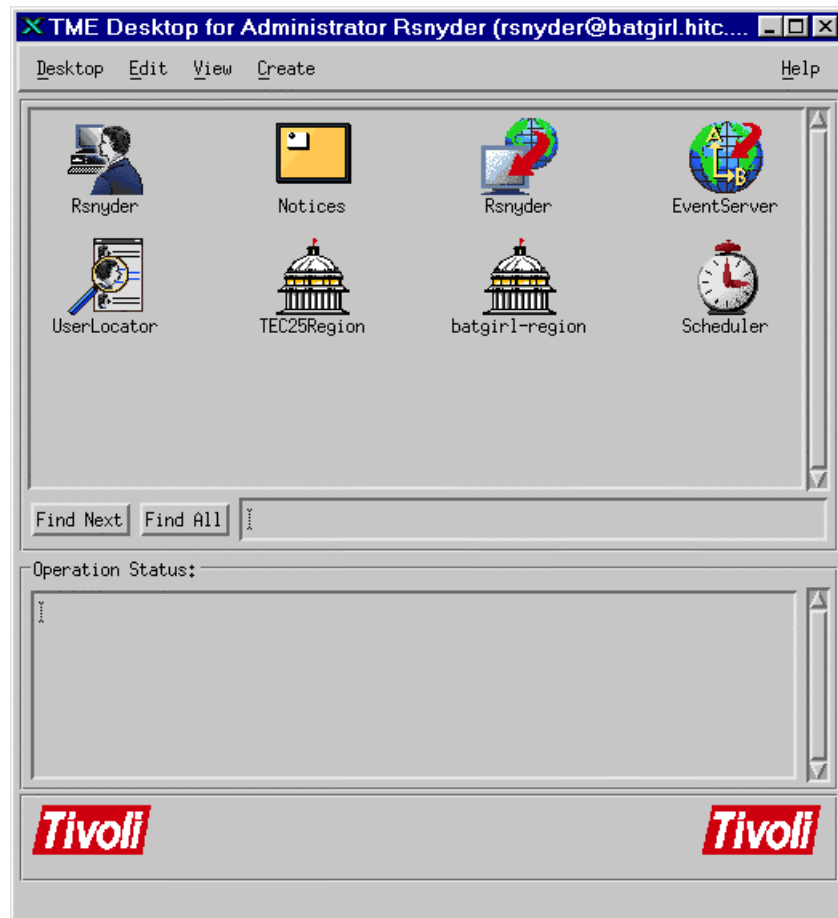 TME Desktop for Administrator Rsnyder (rsnyder@batgirl.hitc....
Desktop Edit View Create Help
Rsnyder Notices Rsnyder EventServer
UserLocator TEC25Region batgirl-region Scheduler
Find Next Find All
Operation Status:
Tivoli Tivoli